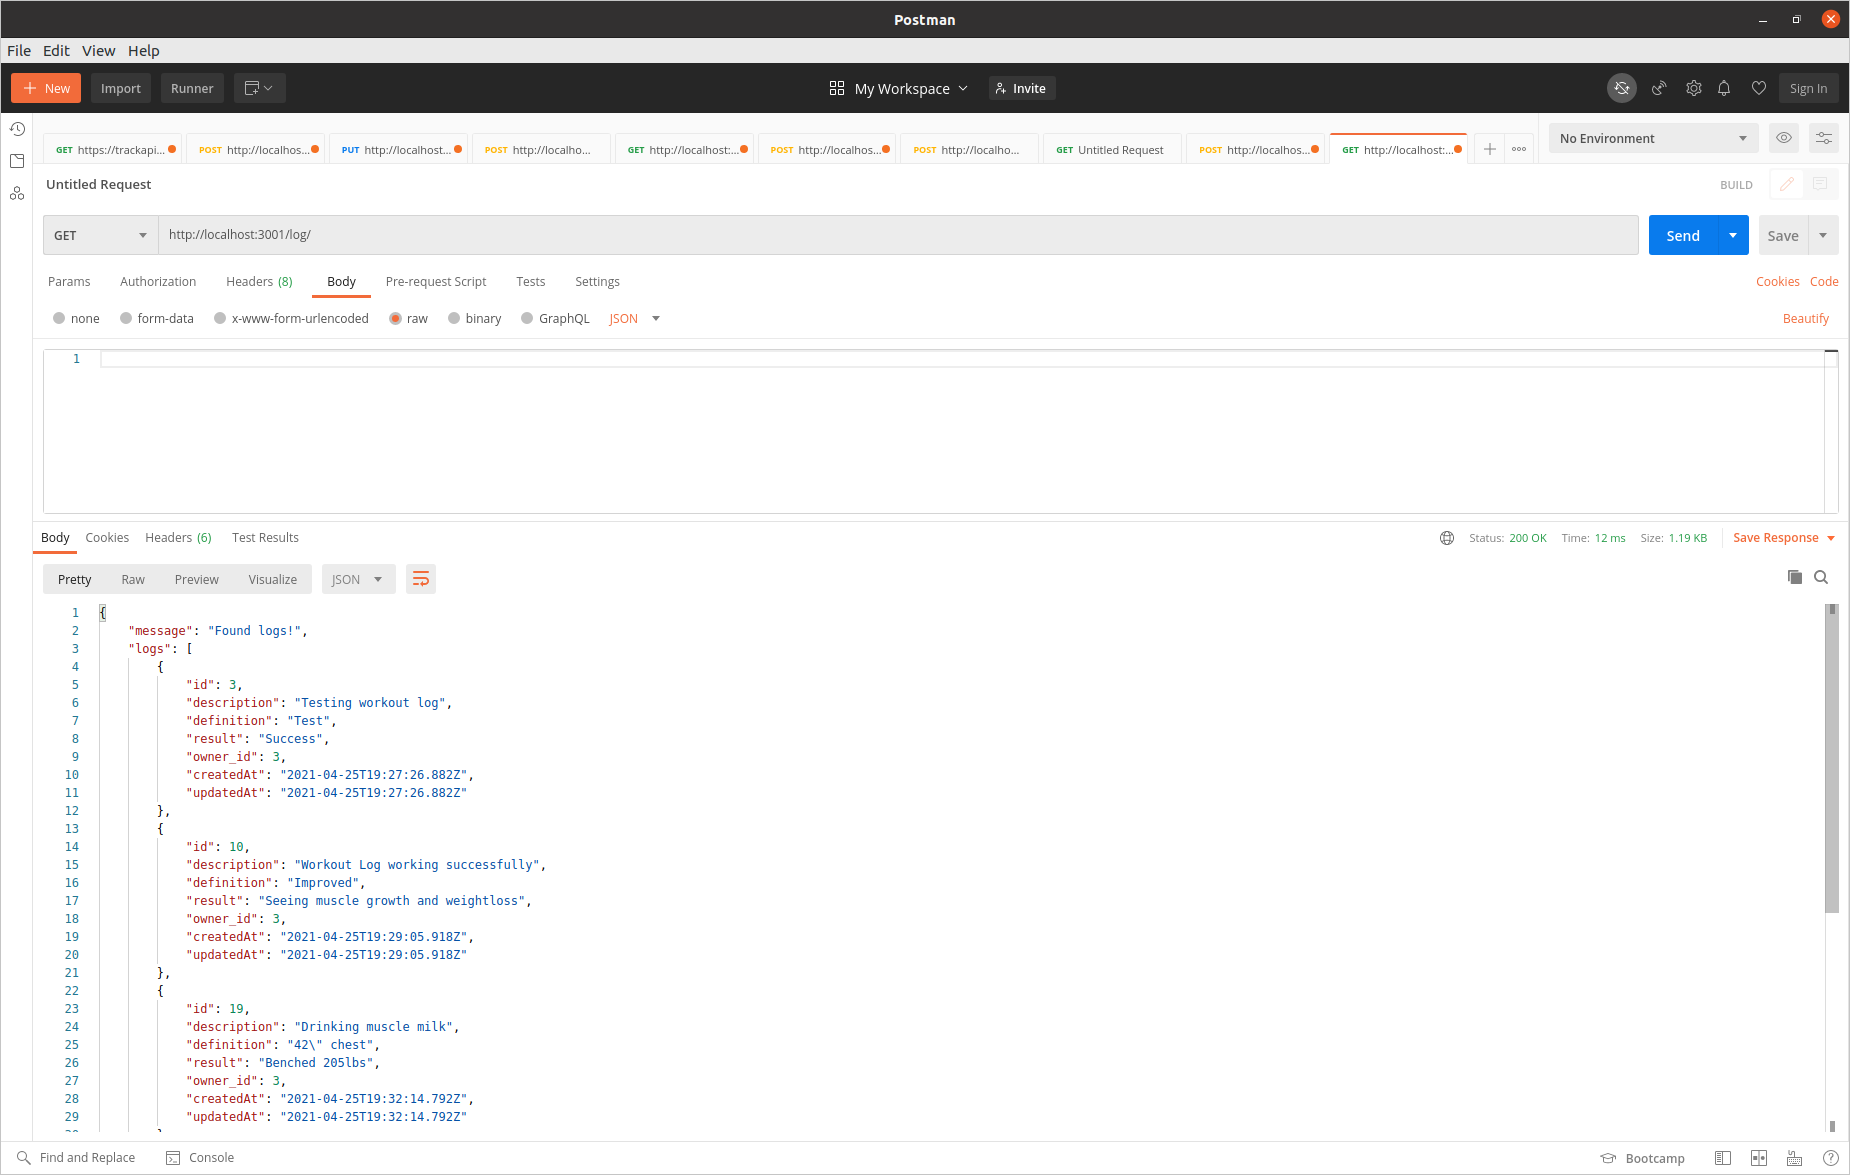 Postman
File Edit View Help
New Import Runner My Workspace Invite Sign In
GET https://trackapi... POST http://localhos... PUT http://localhost... POST http://localho... GET http://localhost:... POST http://localhos... POST http://localho... GET Untitled Request POST http://localhos... GET http://localhost:... No Environment
Untitled Request BUILD
GET http://localhost:3001/log/ Send Save
Params Authorization Headers (8) Body Pre-request Script Tests Settings Cookies Code
none form-data x-www-form-urlencoded raw binary GraphQL JSON Beautify
1
Body Cookies Headers (6) Test Results Status: 200 OK Time: 12 ms Size: 1.19 KB Save Response
Pretty Raw Preview Visualize JSON
1 {
2 "message": "Found logs!",
3 "logs": [
4 {
5 "id": 3,
6 "description": "Testing workout log",
7 "definition": "Test",
8 "result": "Success",
9 "owner_id": 3,
10 "createdAt": "2021-04-25T19:27:26.882Z",
11 "updatedAt": "2021-04-25T19:27:26.882Z"
12 },
13 {
14 "id": 10,
15 "description": "Workout Log working successfully",
16 "definition": "Improved",
17 "result": "Seeing muscle growth and weightloss",
18 "owner_id": 3,
19 "createdAt": "2021-04-25T19:29:05.918Z",
20 "updatedAt": "2021-04-25T19:29:05.918Z"
21 },
22 {
23 "id": 19,
24 "description": "Drinking muscle milk",
25 "definition": "42\" chest",
26 "result": "Benched 205lbs",
27 "owner_id": 3,
28 "createdAt": "2021-04-25T19:32:14.792Z",
29 "updatedAt": "2021-04-25T19:32:14.792Z"
Find and Replace Console Bootcamp